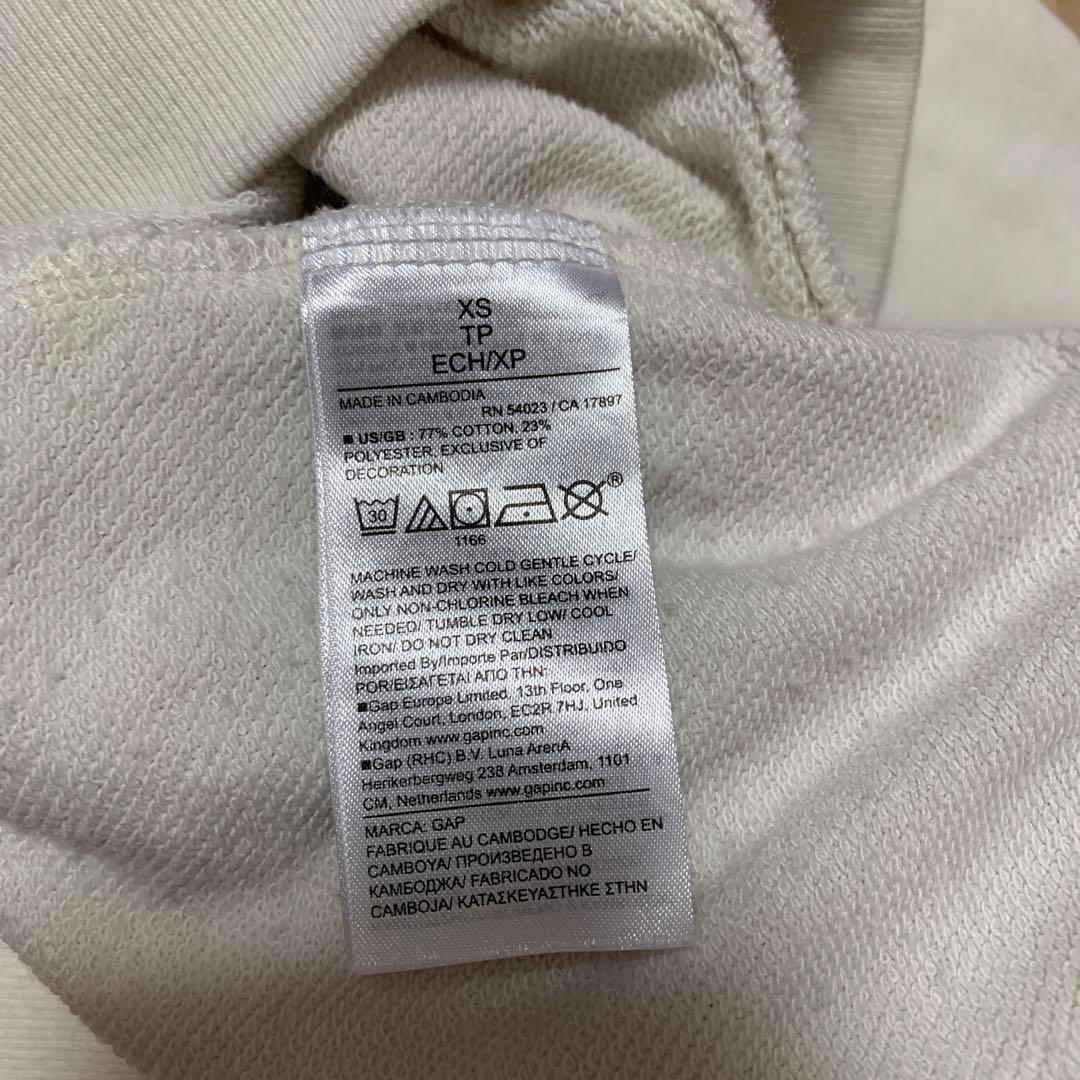 XS
TP
ECH/XP
MADE IN CAMBODIA
RN 54023 / CA 17897
■ US/GB : 77% COTTON, 23%
POLYESTER, EXCLUSIVE OF
DECORATION
30
®
1166
MACHINE WASH COLD GENTLE CYCLE/
WASH AND DRY WITH LIKE COLORS/
ONLY NON-CHLORINE BLEACH WHEN
NEEDED/ TUMBLE DRY LOW/ COOL
IRON/ DO NOT DRY CLEAN
Imported By/Importe Par/DISTRIBUIDO
POR/ΕΙΣΑΓΕΤΑΙ ΑΠΟ ΤΗΝ:
■Gap Europe Limited, 13th Floor, One
Angel Court, London, EC2R 7HJ, United
Kingdom www.gapinc.com
■Gap (RHC) B.V. Luna ArenA
Herikerbergweg 238 Amsterdam, 1101
CM, Netherlands www.gapinc.com
MARCA: GAP
FABRIQUE AU CAMBODGE/ HECHO EN
CAMBOYA/ ПРОИЗВЕДЕНО В
КАМБОДЖА/ FABRICADO NO
CAMBOJA/ ΚΑΤΑΣΚΕΥΑΣΤΗΚΕ ΣΤΗΝ